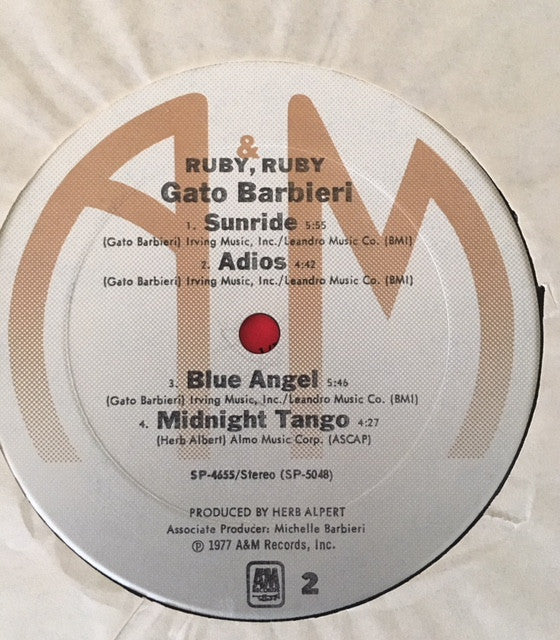 A&M
RUBY, RUBY
Gato Barbieri
1. Sunride 5:55
(Gato Barbieri) Irving Music, Inc./Leandro Music Co. (BMI)
2. Adios 4:42
(Gato Barbieri) Irving Music, Inc./Leandro Music Co. (BMI)
3. Blue Angel 5:46
(Gato Barbieri) Irving Music, Inc./Leandro Music Co. (BMI)
4. Midnight Tango 4:27
(Herb Albert) Almo Music Corp. (ASCAP)
SP-4655/Stereo (SP-5048)
PRODUCED BY HERB ALPERT
Associate Producer: Michelle Barbieri
℗ 1977 A&M Records, Inc.
A&M RECORDS 2